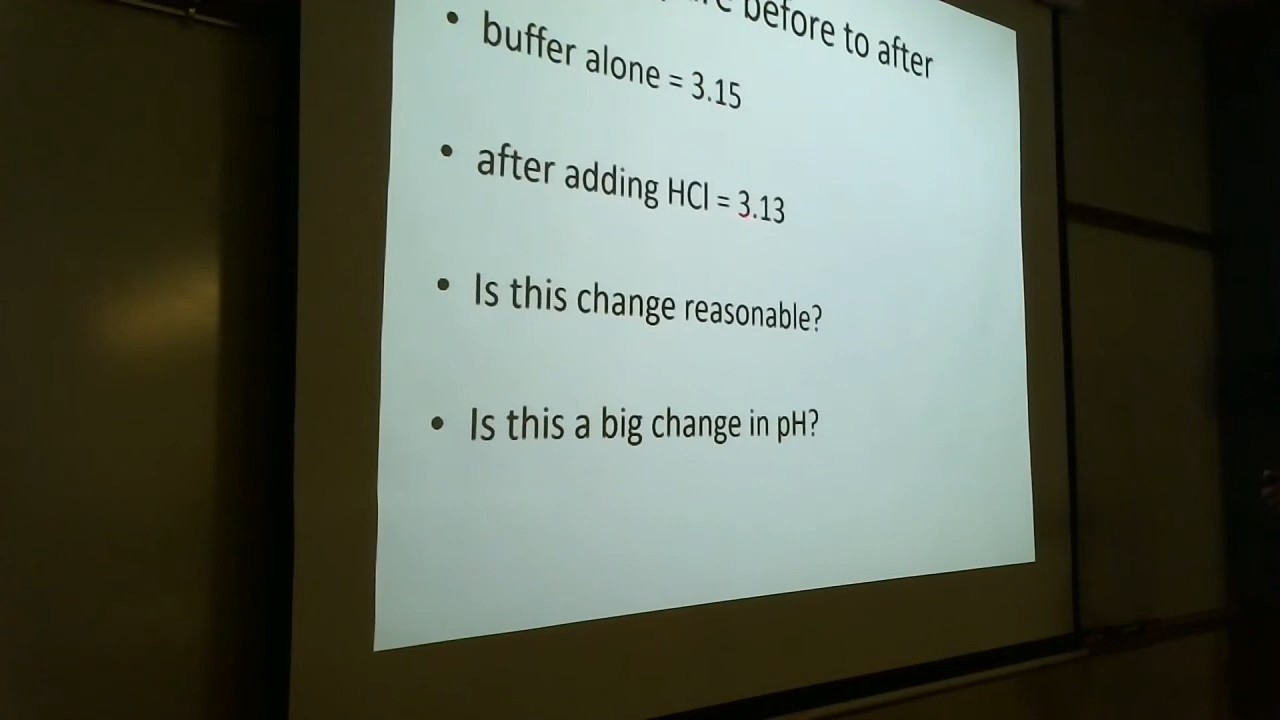 before to after
• buffer alone = 3.15
• after adding HCl = 3.13
• Is this change reasonable?
• Is this a big change in pH?